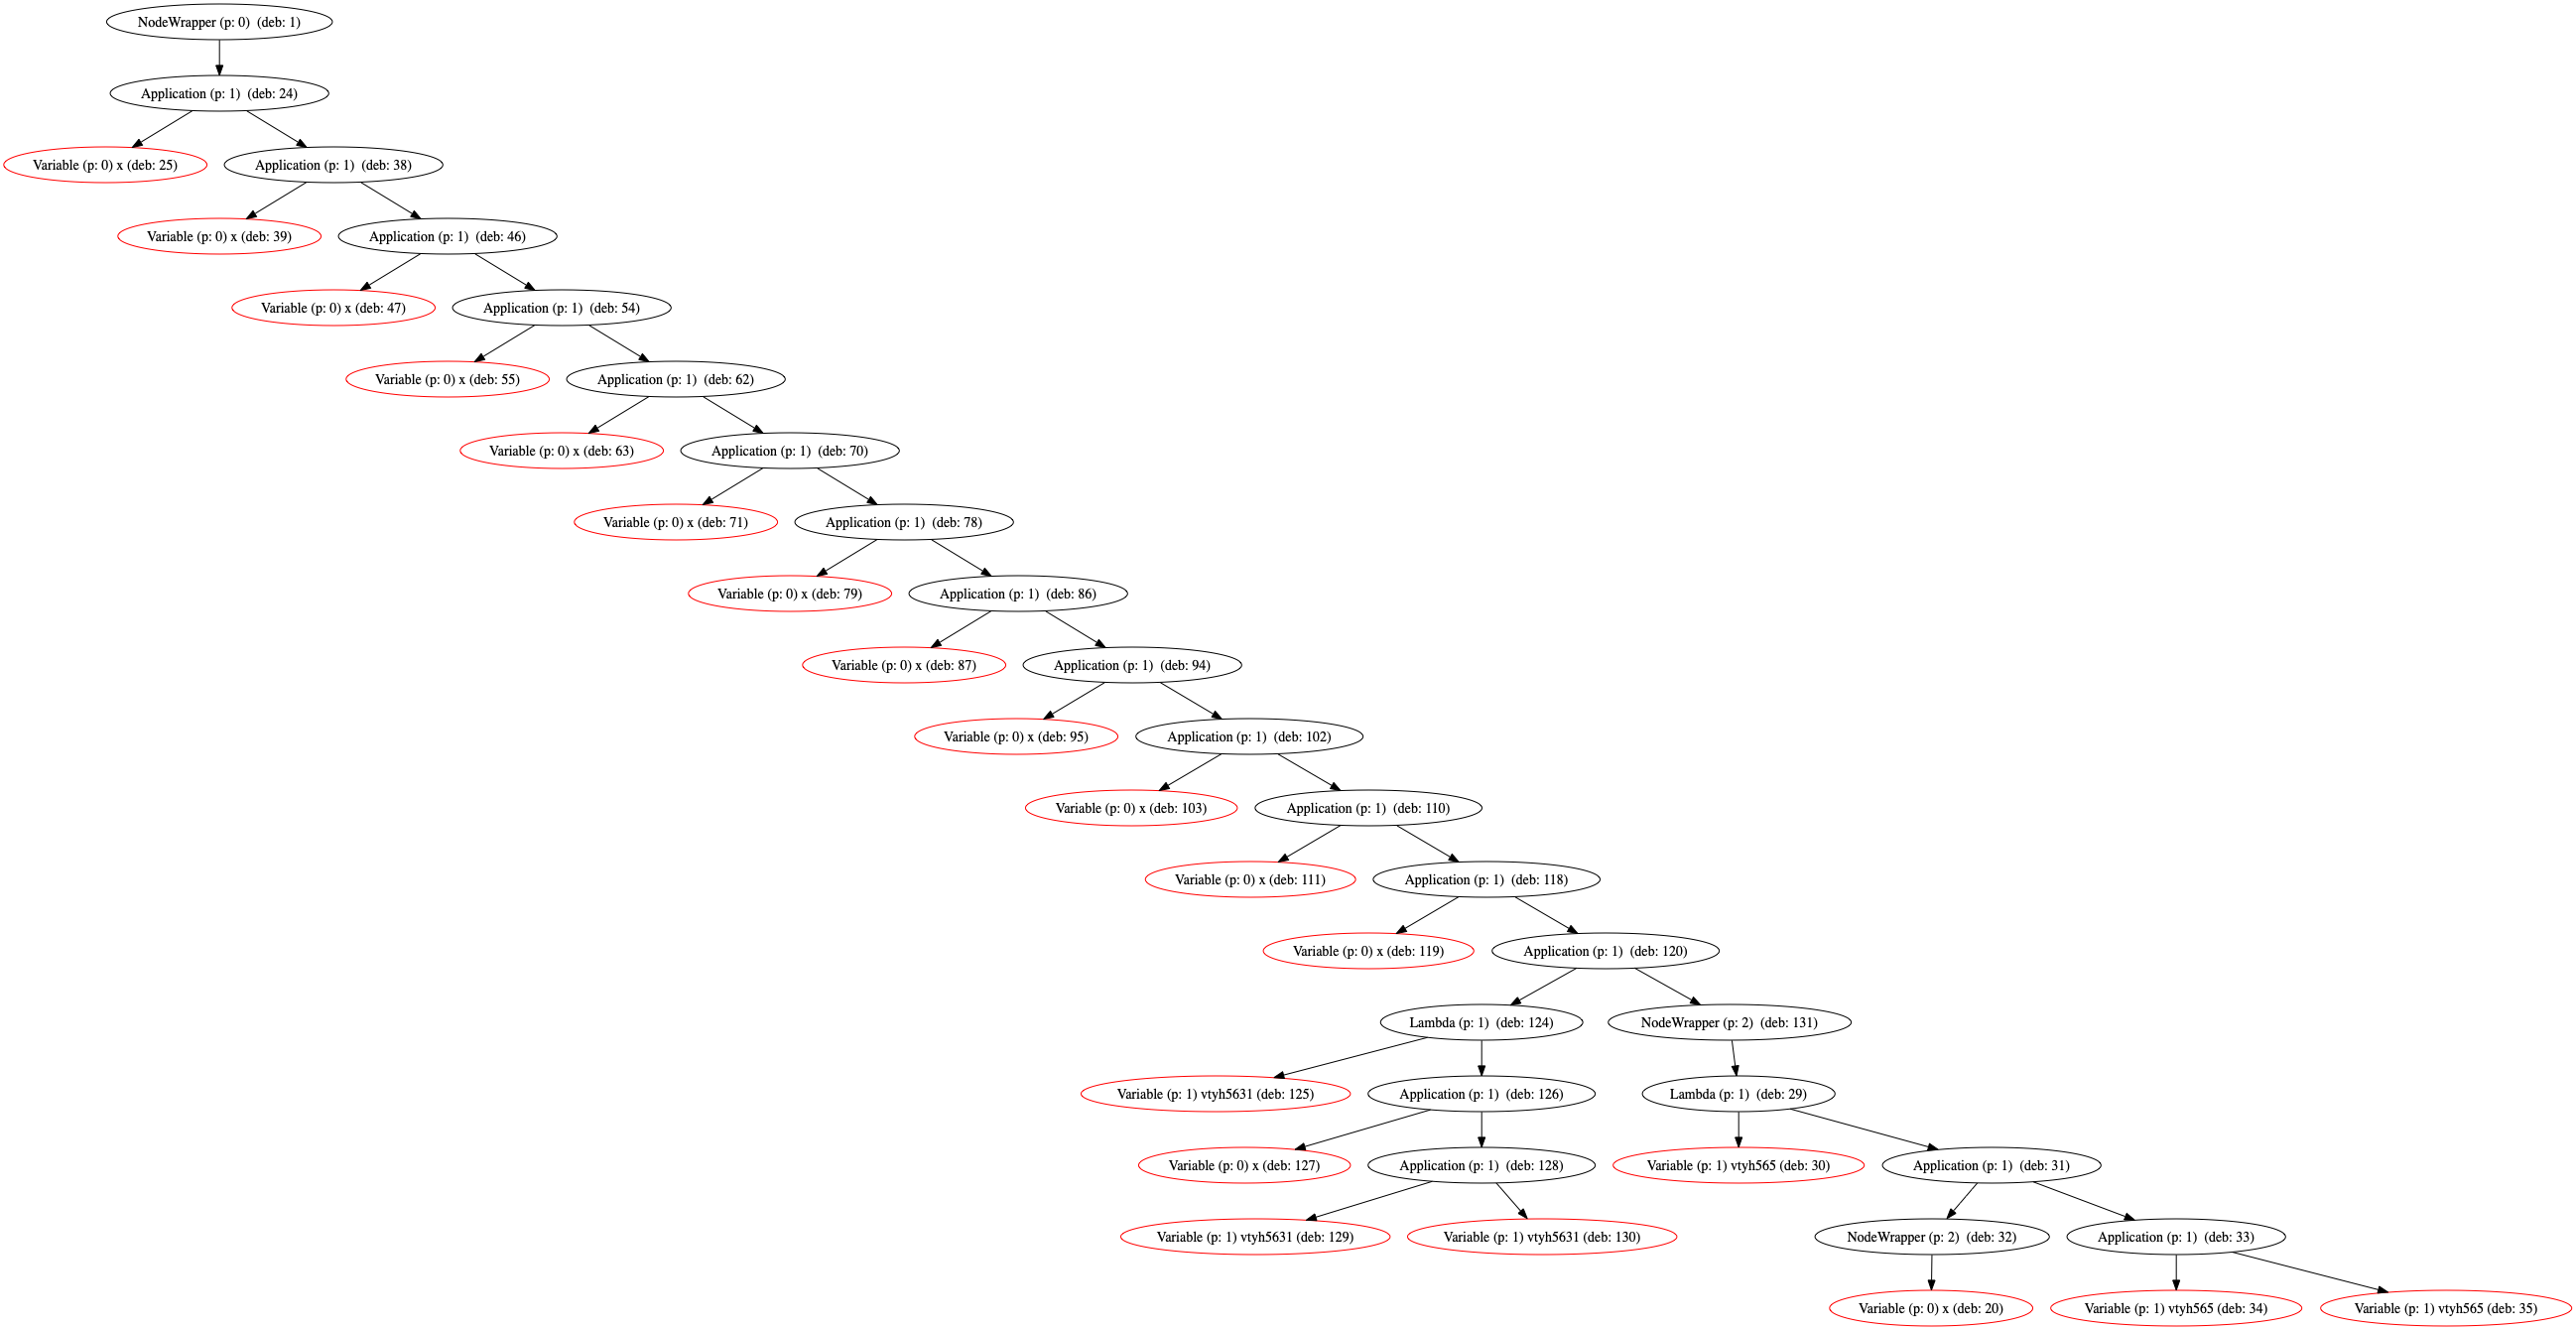 NodeWrapper (p: 0)  (deb: 1)
Application (p: 1)  (deb: 24)
Variable (p: 0) x (deb: 25)
Application (p: 1)  (deb: 38)
Variable (p: 0) x (deb: 39)
Application (p: 1)  (deb: 46)
Variable (p: 0) x (deb: 47)
Application (p: 1)  (deb: 54)
Variable (p: 0) x (deb: 55)
Application (p: 1)  (deb: 62)
Variable (p: 0) x (deb: 63)
Application (p: 1)  (deb: 70)
Variable (p: 0) x (deb: 71)
Application (p: 1)  (deb: 78)
Variable (p: 0) x (deb: 79)
Application (p: 1)  (deb: 86)
Variable (p: 0) x (deb: 87)
Application (p: 1)  (deb: 94)
Variable (p: 0) x (deb: 95)
Application (p: 1)  (deb: 102)
Variable (p: 0) x (deb: 103)
Application (p: 1)  (deb: 110)
Variable (p: 0) x (deb: 111)
Application (p: 1)  (deb: 118)
Variable (p: 0) x (deb: 119)
Application (p: 1)  (deb: 120)
Lambda (p: 1)  (deb: 124)
NodeWrapper (p: 2)  (deb: 131)
Variable (p: 1) vtyh5631 (deb: 125)
Application (p: 1)  (deb: 126)
Lambda (p: 1)  (deb: 29)
Variable (p: 0) x (deb: 127)
Application (p: 1)  (deb: 128)
Variable (p: 1) vtyh565 (deb: 30)
Application (p: 1)  (deb: 31)
Variable (p: 1) vtyh5631 (deb: 129)
Variable (p: 1) vtyh5631 (deb: 130)
NodeWrapper (p: 2)  (deb: 32)
Application (p: 1)  (deb: 33)
Variable (p: 0) x (deb: 20)
Variable (p: 1) vtyh565 (deb: 34)
Variable (p: 1) vtyh565 (deb: 35)